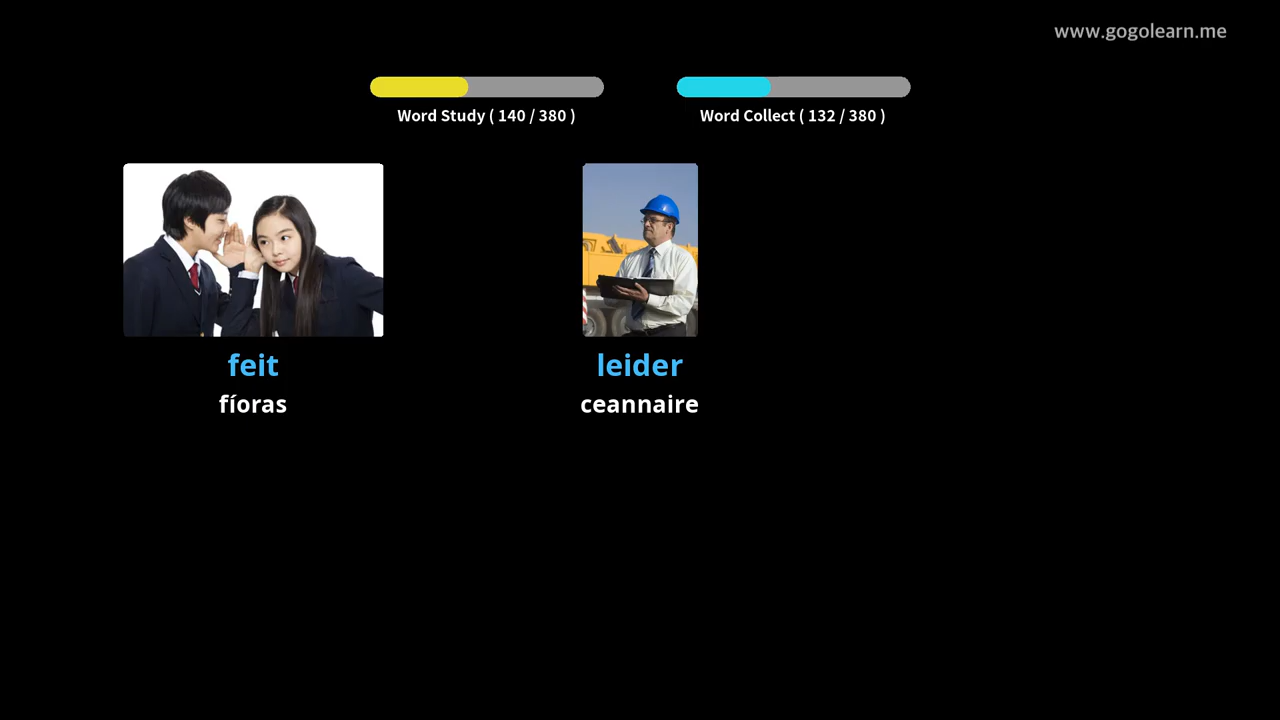 www.gogolearn.me
Word Study ( 140 / 380 )
Word Collect ( 132 / 380 )
feit
leider
fíoras
ceannaire